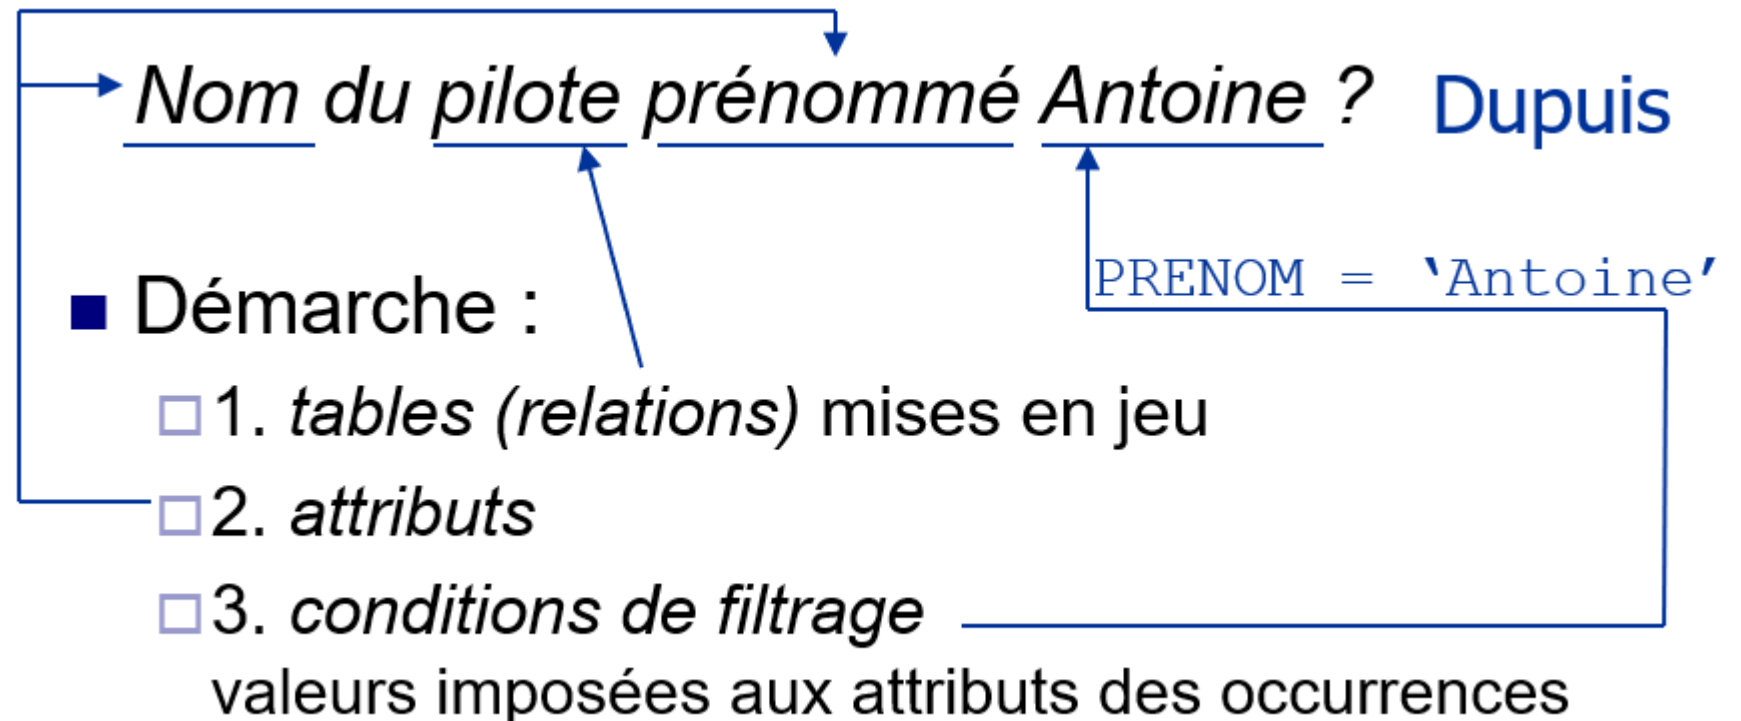 Nom du pilote prénommé Antoine ? Dupuis
PRENOM = ‘Antoine’
Démarche :
1. tables (relations) mises en jeu
2. attributs
3. conditions de filtrage
valeurs imposées aux attributs des occurrences